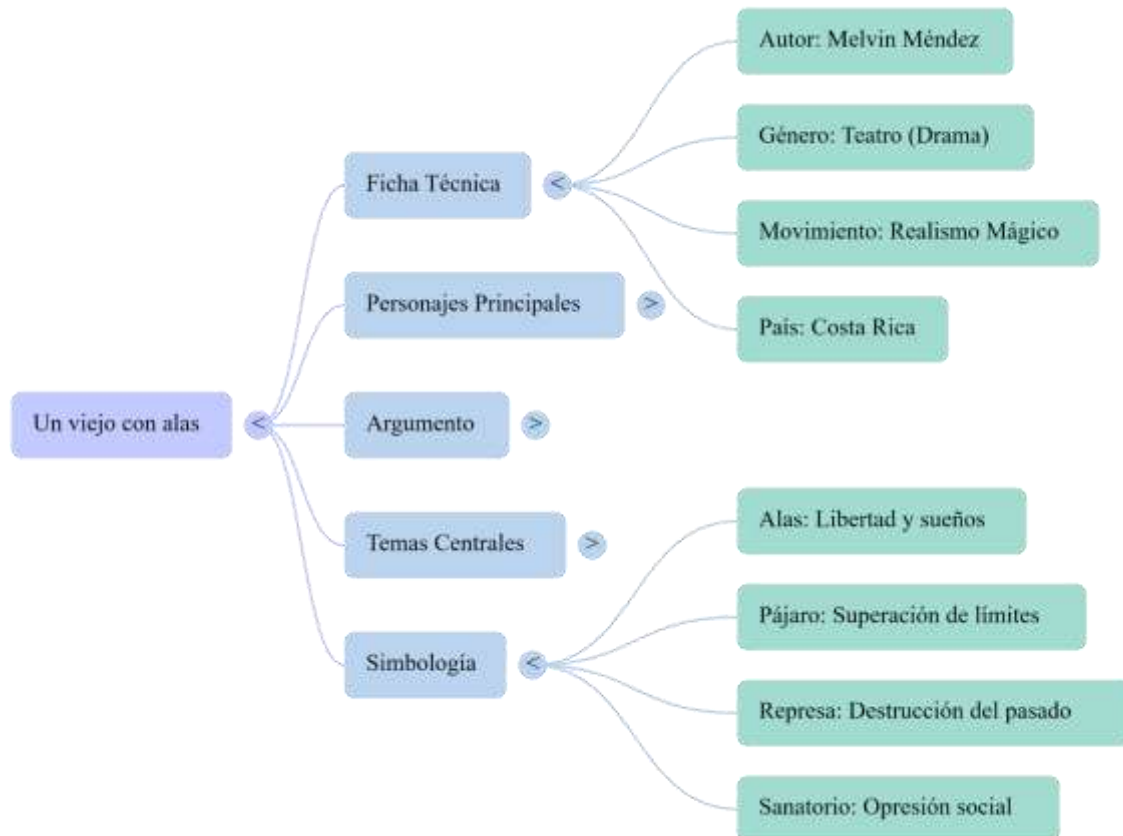 Un viejo con alas
<
Ficha Técnica
<
Autor: Melvin Méndez
Género: Teatro (Drama)
Movimiento: Realismo Mágico
País: Costa Rica
Personajes Principales
>
Argumento
>
Temas Centrales
>
Simbología
<
Alas: Libertad y sueños
Pájaro: Superación de límites
Represa: Destrucción del pasado
Sanatorio: Opresión social